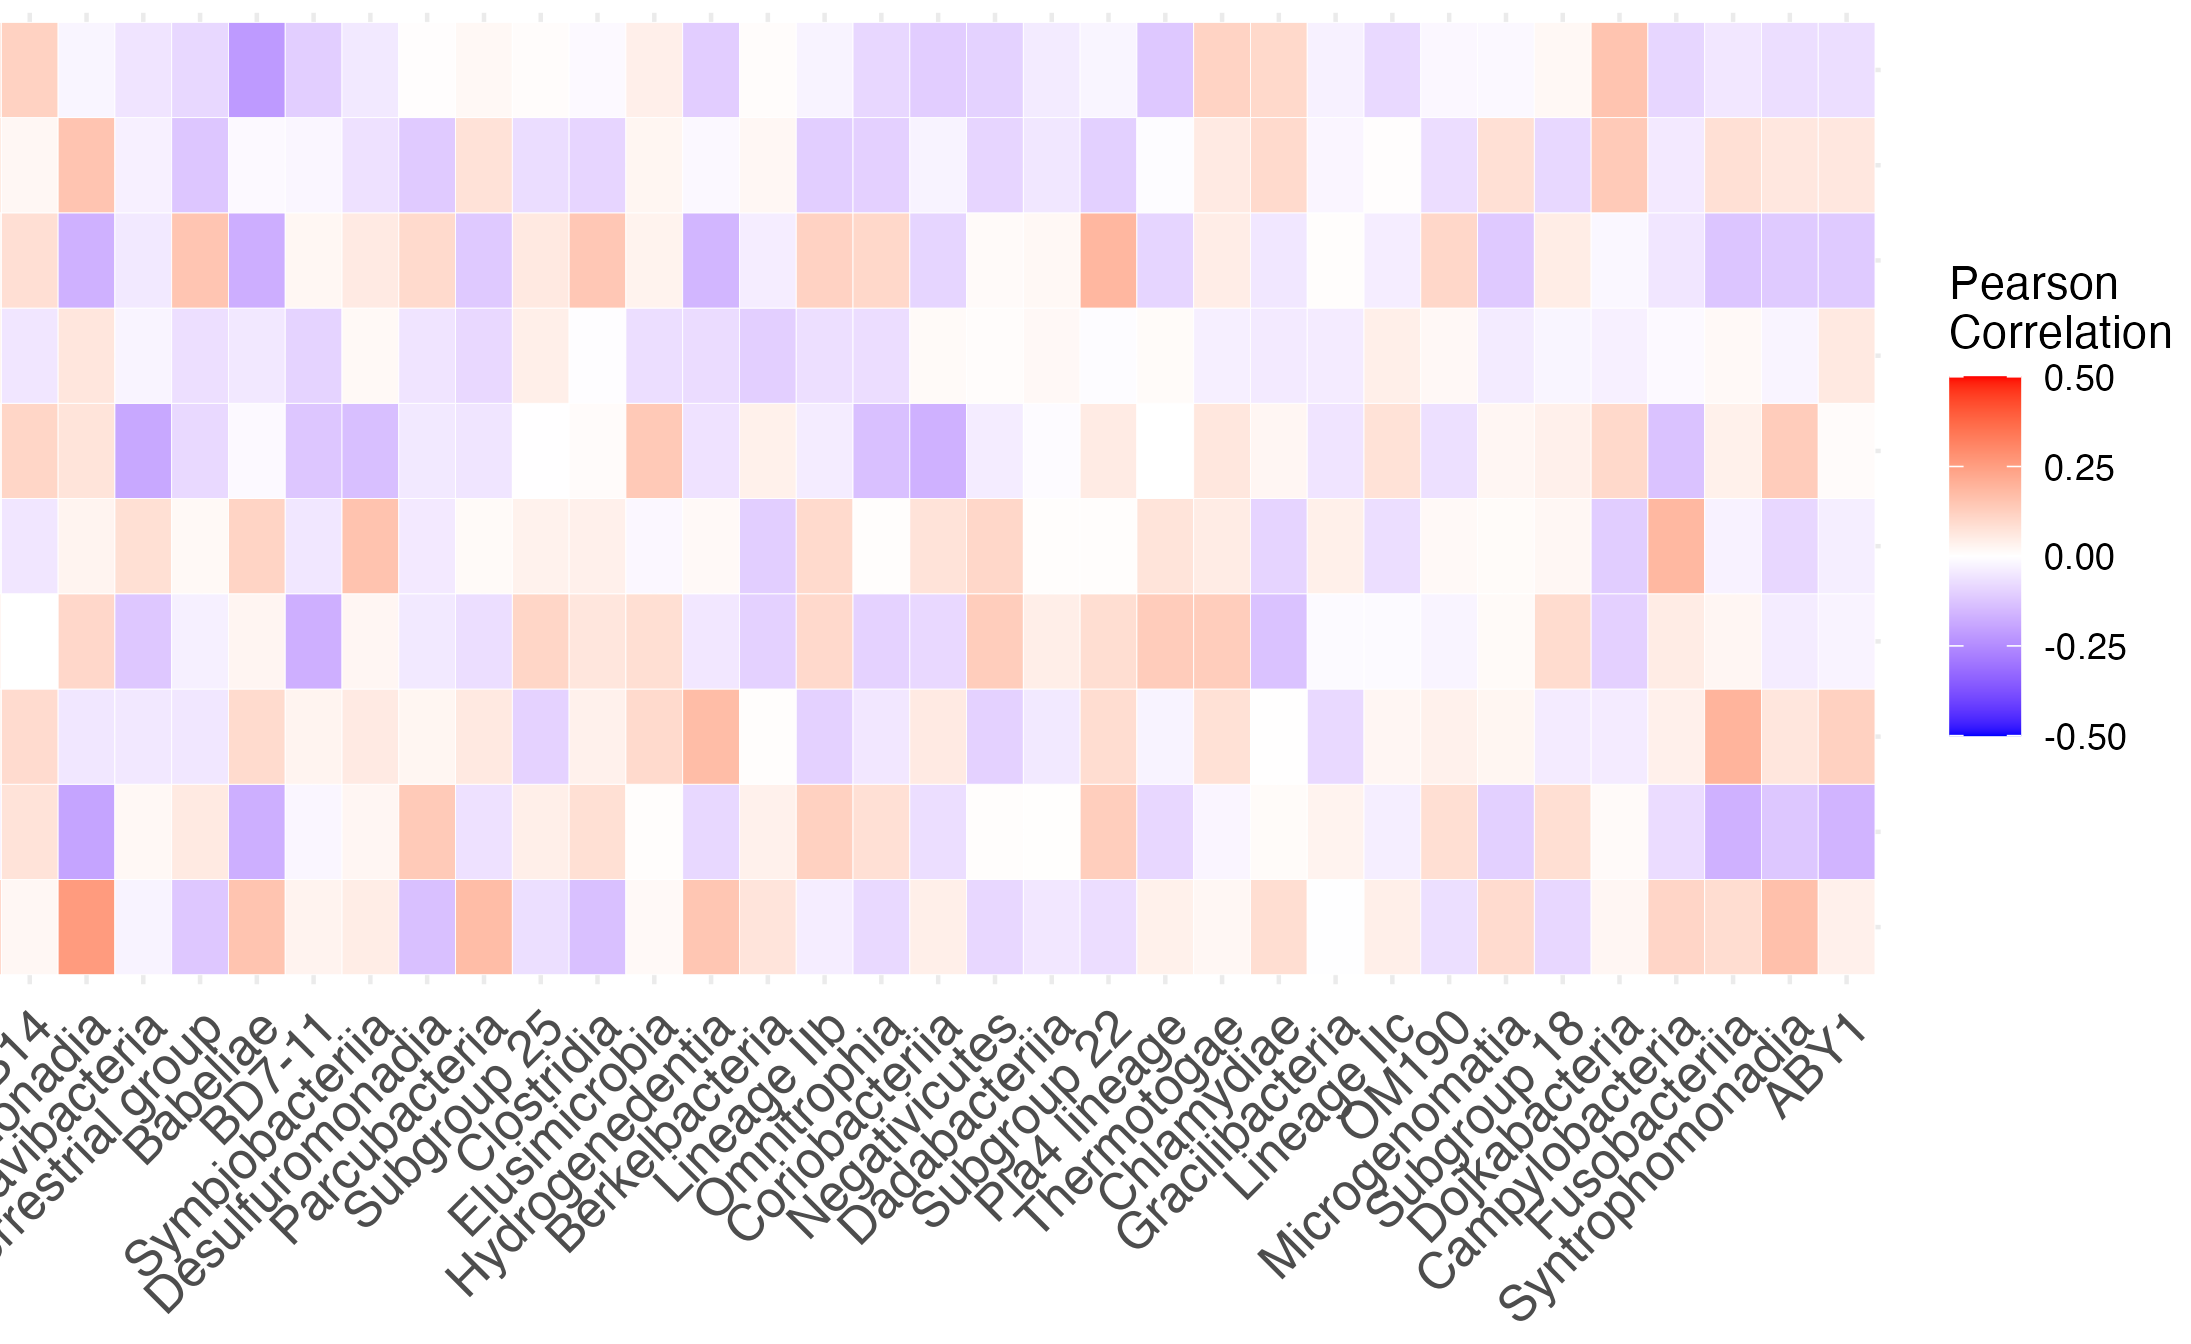 Pearson
Correlation
0.50
0.25
0.00
-0.25
-0.50
Babeliae
BD7-11
Symbiobacteriia
Desulfuromonadia
Parcubacteria
Subgroup 25
Clostridia
Elusimicrobia
Hydrogenedentia
Berkelbacteria
Lineage IIb
Omnitrophia
Coriobacteriia
Negativicutes
Dadabacteriia
Subgroup 22
Pla4 lineage
Thermotogae
Chlamydiae
Gracilibacteria
Lineage IIc
OM190
Microgenomatia
Subgroup 18
Dojkabacteria
Campylobacteria
Fusobacteriia
Syntrophomonadia
ABY1
group